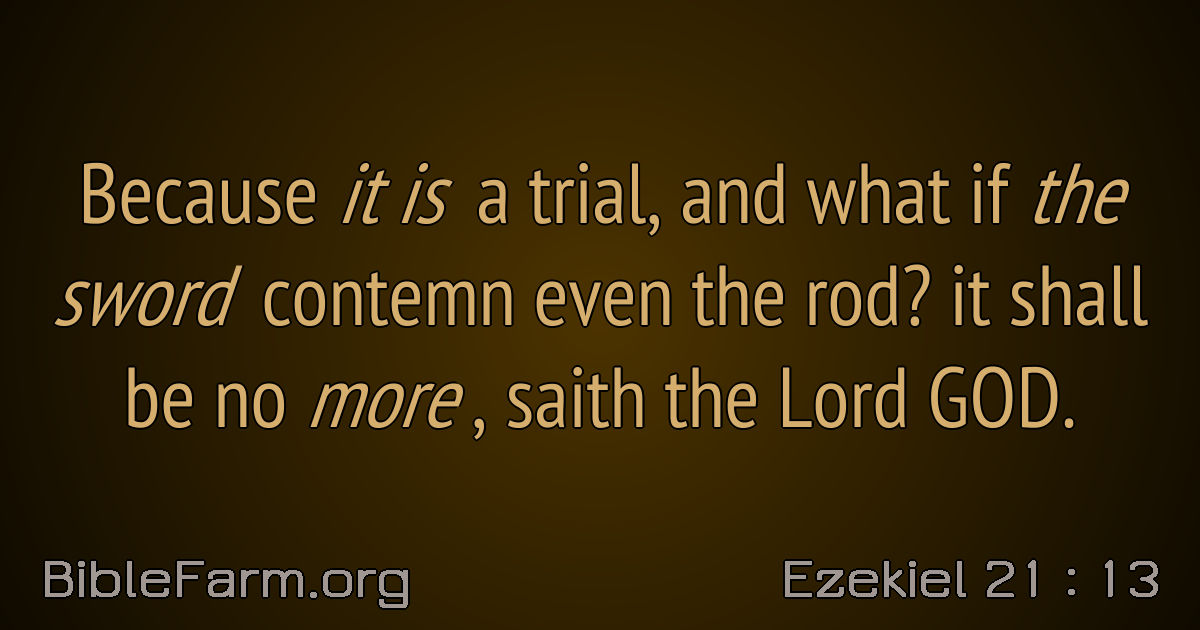 Because it is a trial, and what if the
sword contemn even the rod? it shall
be no more, saith the Lord GOD.
BibleFarm.org
Ezekiel 21 : 13